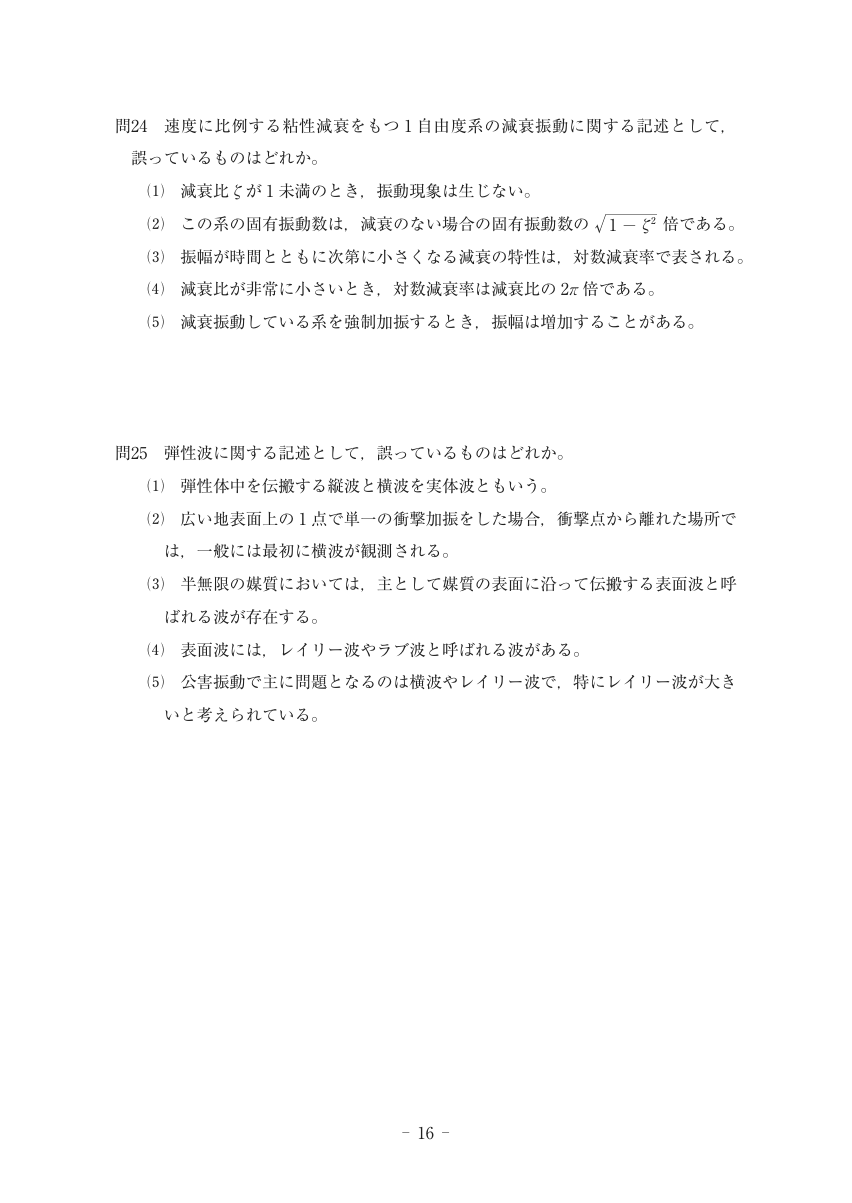 問24　速度に比例する粘性減衰をもつ１自由度系の減衰振動に関する記述として，
誤っているものはどれか。
⑴　減衰比ζが１未満のとき，振動現象は生じない。
⑵　この系の固有振動数は，減衰のない場合の固有振動数の √(1－ζ²) 倍である。
⑶　振幅が時間とともに次第に小さくなる減衰の特性は，対数減衰率で表される。
⑷　減衰比が非常に小さいとき，対数減衰率は減衰比の 2π 倍である。
⑸　減衰振動している系を強制加振するとき，振幅は増加することがある。
問25　弾性波に関する記述として，誤っているものはどれか。
⑴　弾性体中を伝搬する縦波と横波を実体波ともいう。
⑵　広い地表面上の１点で単一の衝撃加振をした場合，衝撃点から離れた場所で
は，一般には最初に横波が観測される。
⑶　半無限の媒質においては，主として媒質の表面に沿って伝搬する表面波と呼
ばれる波が存在する。
⑷　表面波には，レイリー波やラブ波と呼ばれる波がある。
⑸　公害振動で主に問題となるのは横波やレイリー波で，特にレイリー波が大き
いと考えられている。
－ 16 －